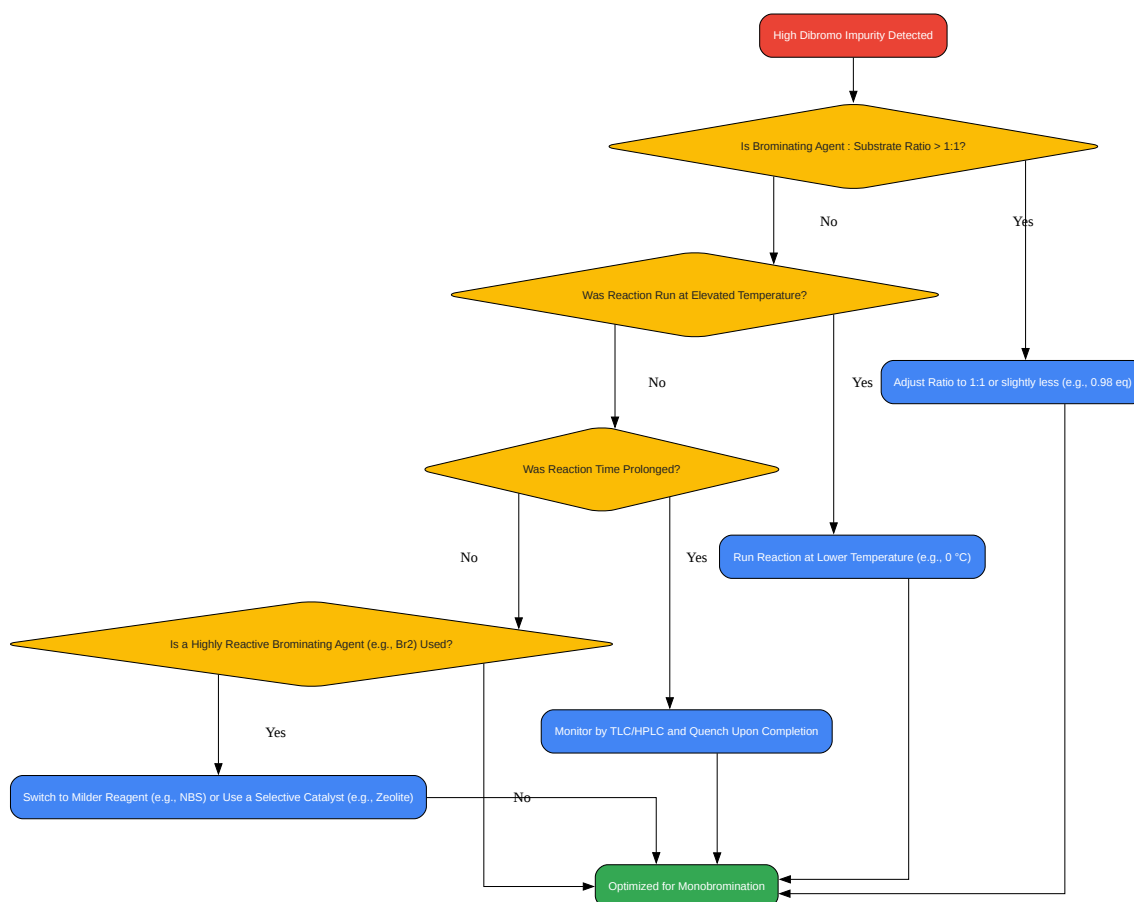 High Dibromo Impurity Detected
Is Brominating Agent : Substrate Ratio > 1:1?
No
Yes
Was Reaction Run at Elevated Temperature?
No
Yes
Adjust Ratio to 1:1 or slightly less (e.g., 0.98 eq)
Was Reaction Time Prolonged?
No
Yes
Run Reaction at Lower Temperature (e.g., 0 °C)
Is a Highly Reactive Brominating Agent (e.g., Br2) Used?
Yes
Monitor by TLC/HPLC and Quench Upon Completion
Switch to Milder Reagent (e.g., NBS) or Use a Selective Catalyst (e.g., Zeolite)
No
Optimized for Monobromination